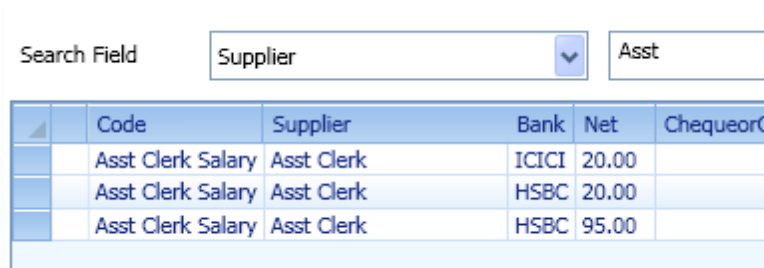 Search Field Supplier Asst
Code Supplier Bank Net
Asst Clerk Salary Asst Clerk ICICI 20.00
Asst Clerk Salary Asst Clerk HSBC 20.00
Asst Clerk Salary Asst Clerk HSBC 95.00